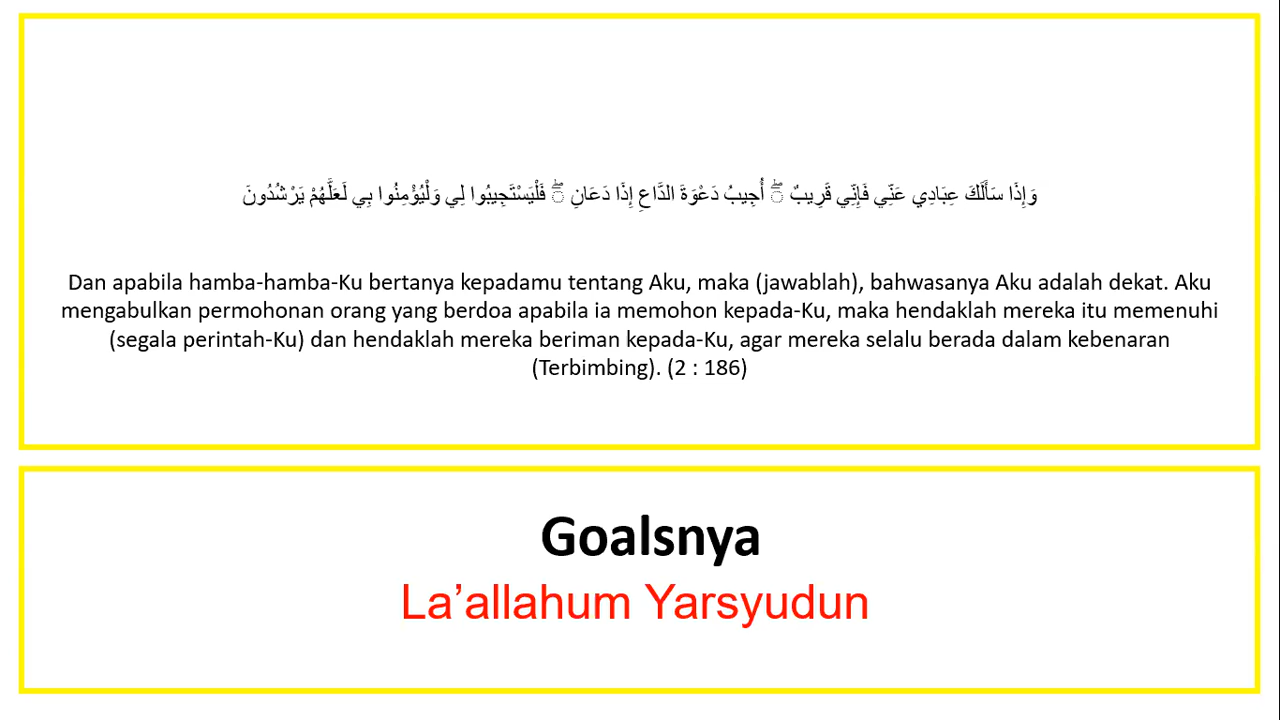 وَإِذَا سَأَلَكَ عِبَادِي عَنِّي فَإِنِّي قَرِيبٌ ۖ أُجِيبُ دَعْوَةَ الدَّاعِ إِذَا دَعَانِ ۖ فَلْيَسْتَجِيبُوا لِي وَلْيُؤْمِنُوا بِي لَعَلَّهُمْ يَرْشُدُونَ
Dan apabila hamba-hamba-Ku bertanya kepadamu tentang Aku, maka (jawablah), bahwasanya Aku adalah dekat. Aku
mengabulkan permohonan orang yang berdoa apabila ia memohon kepada-Ku, maka hendaklah mereka itu memenuhi
(segala perintah-Ku) dan hendaklah mereka beriman kepada-Ku, agar mereka selalu berada dalam kebenaran
(Terbimbing). (2 : 186)
Goalsnya
La’allahum Yarsyudun